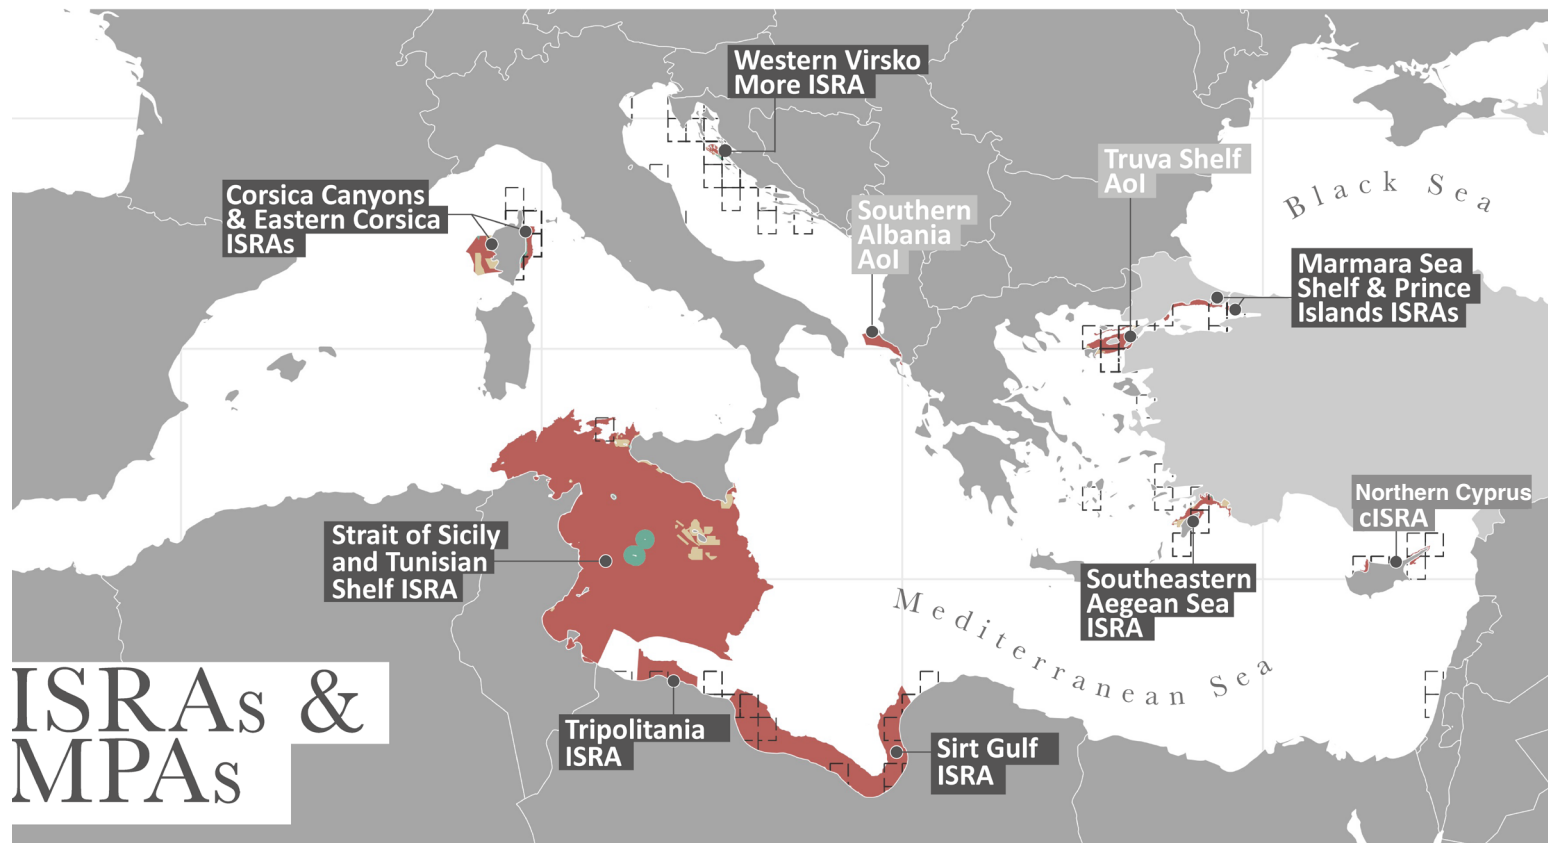 Western Virsko
More ISRA
Truva Shelf
AoI
Black Sea
Corsica Canyons
& Eastern Corsica
ISRAs
Southern
Albania
AoI
Marmara Sea
Shelf & Prince
Islands ISRAs
Northern Cyprus
cISRA
Strait of Sicily
and Tunisian
Shelf ISRA
Southeastern
Aegean Sea
ISRA
Mediterranean Sea
ISRAs &
MPAs
Tripolitania
ISRA
Sirt Gulf
ISRA